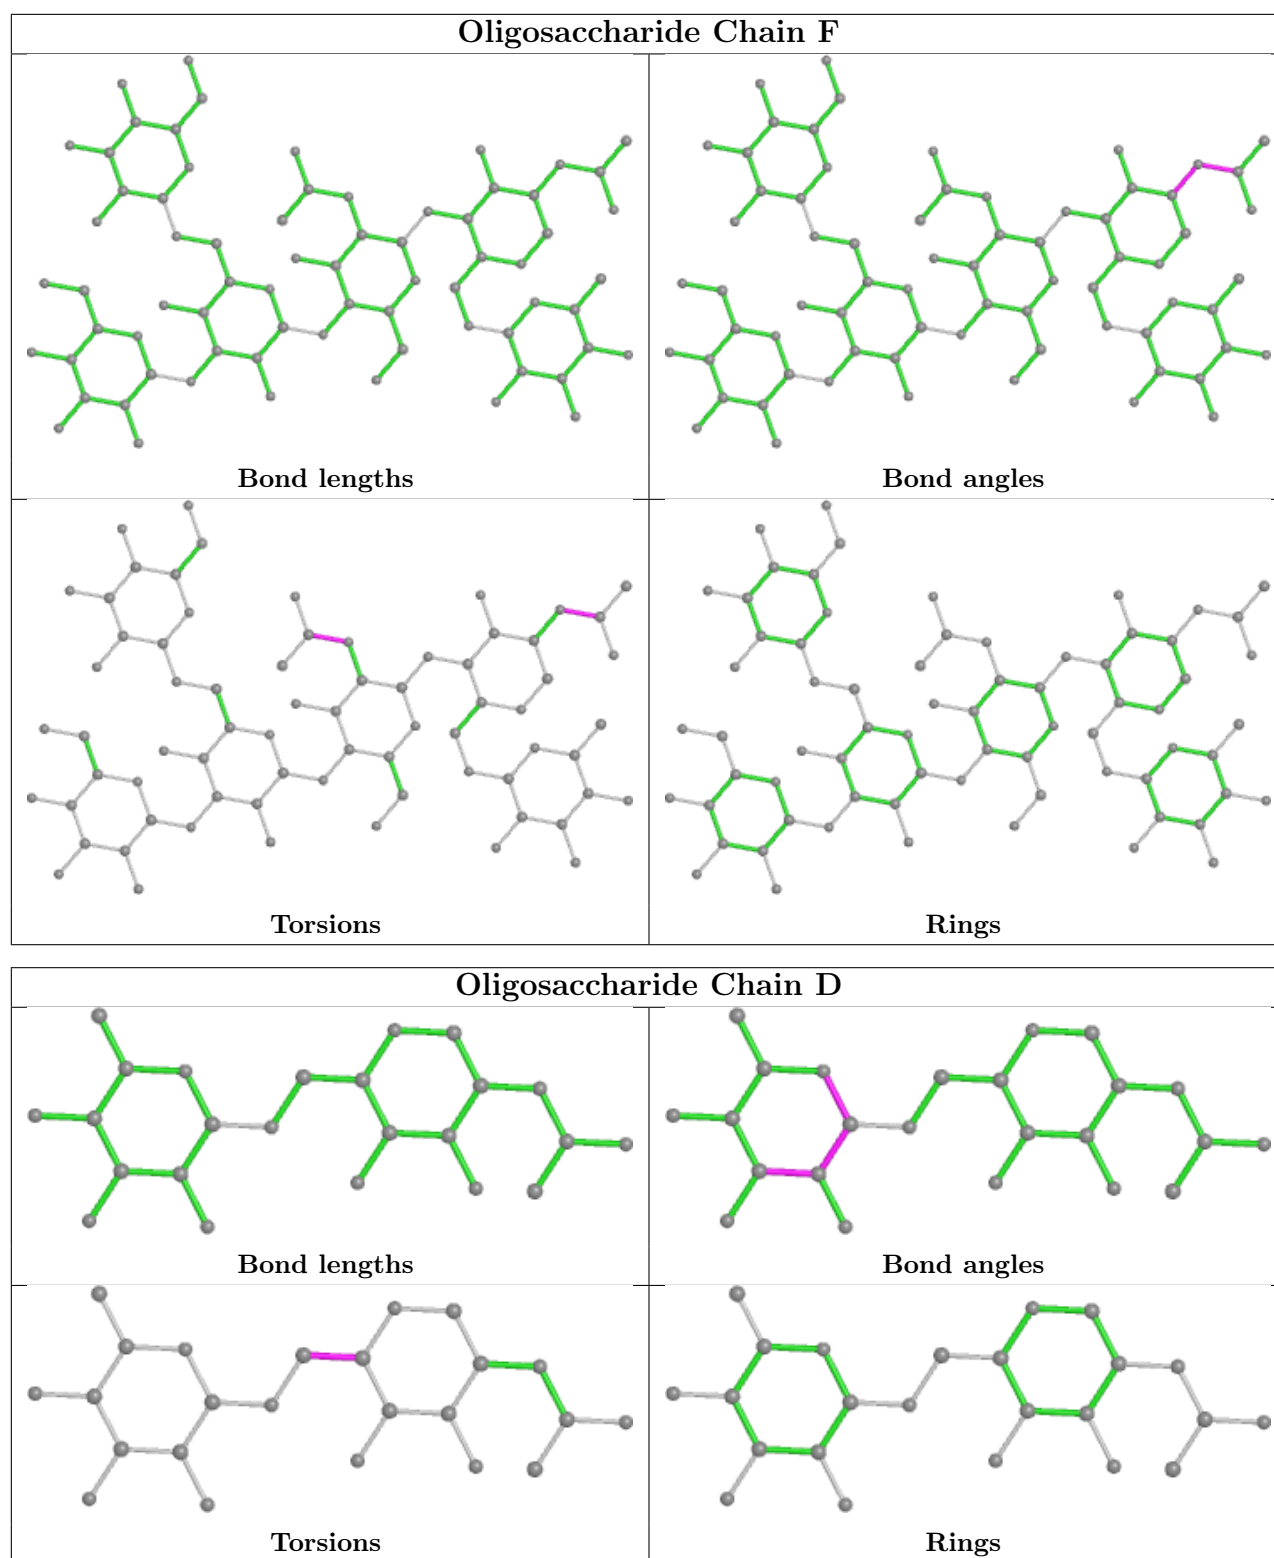 Oligosaccharide Chain F
Bond lengths
Bond angles
Torsions
Rings
Oligosaccharide Chain D
Bond lengths
Bond angles
Torsions
Rings